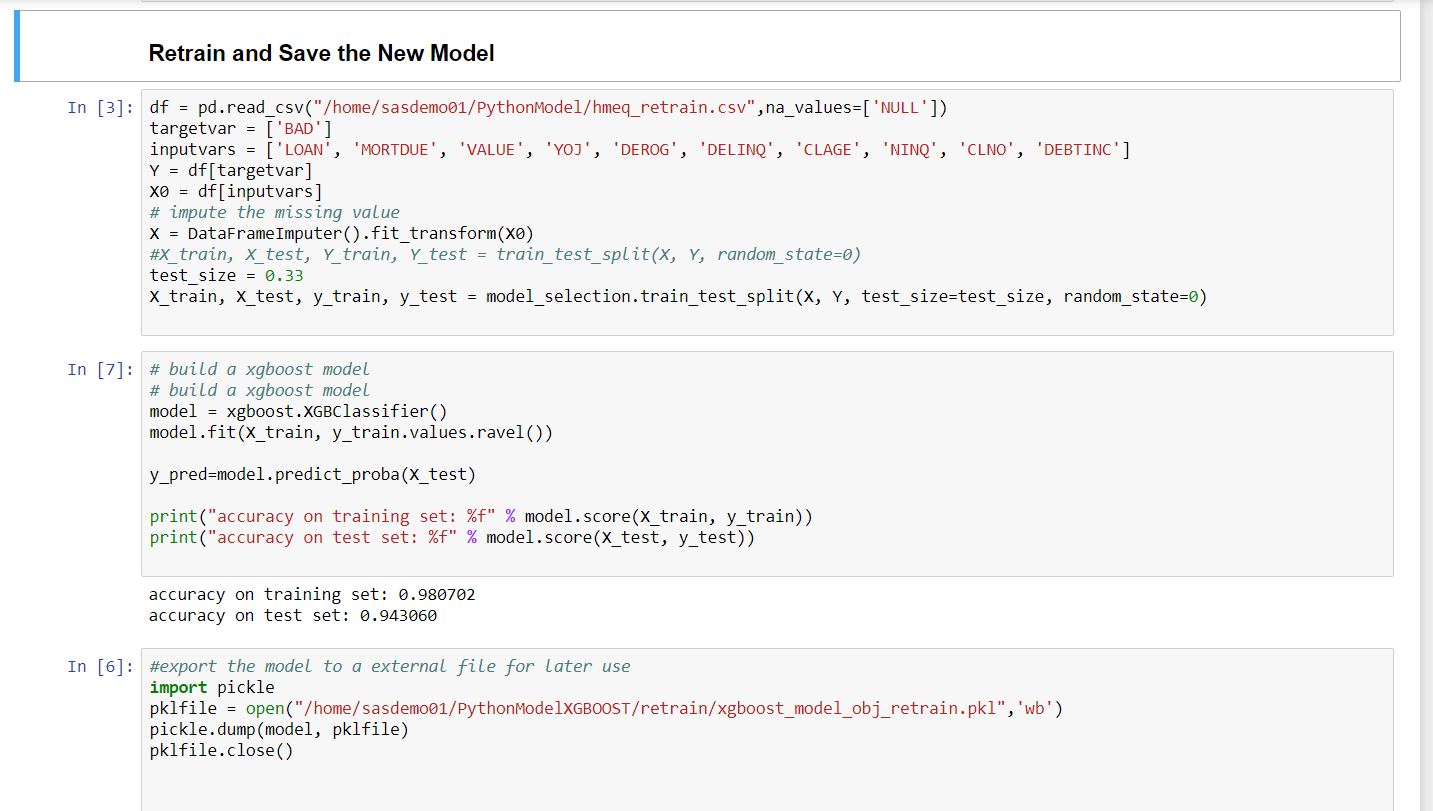 Retrain and Save the New Model
In [3]:
df = pd.read_csv("/home/sasdemo01/PythonModel/hmeq_retrain.csv",na_values=['NULL'])
targetvar = ['BAD']
inputvars = ['LOAN', 'MORTDUE', 'VALUE', 'YOJ', 'DEROG', 'DELINQ', 'CLAGE', 'NINQ', 'CLNO', 'DEBTINC']
Y = df[targetvar]
X0 = df[inputvars]
# impute the missing value
X = DataFrameImputer().fit_transform(X0)
#X_train, X_test, Y_train, Y_test = train_test_split(X, Y, random_state=0)
test_size = 0.33
X_train, X_test, y_train, y_test = model_selection.train_test_split(X, Y, test_size=test_size, random_state=0)
In [7]:
# build a xgboost model
# build a xgboost model
model = xgboost.XGBClassifier()
model.fit(X_train, y_train.values.ravel())
y_pred=model.predict_proba(X_test)
print("accuracy on training set: %f" % model.score(X_train, y_train))
print("accuracy on test set: %f" % model.score(X_test, y_test))
accuracy on training set: 0.980702
accuracy on test set: 0.943060
In [6]:
#export the model to a external file for later use
import pickle
pklfile = open("/home/sasdemo01/PythonModelXGBOOST/retrain/xgboost_model_obj_retrain.pkl",'wb')
pickle.dump(model, pklfile)
pklfile.close()